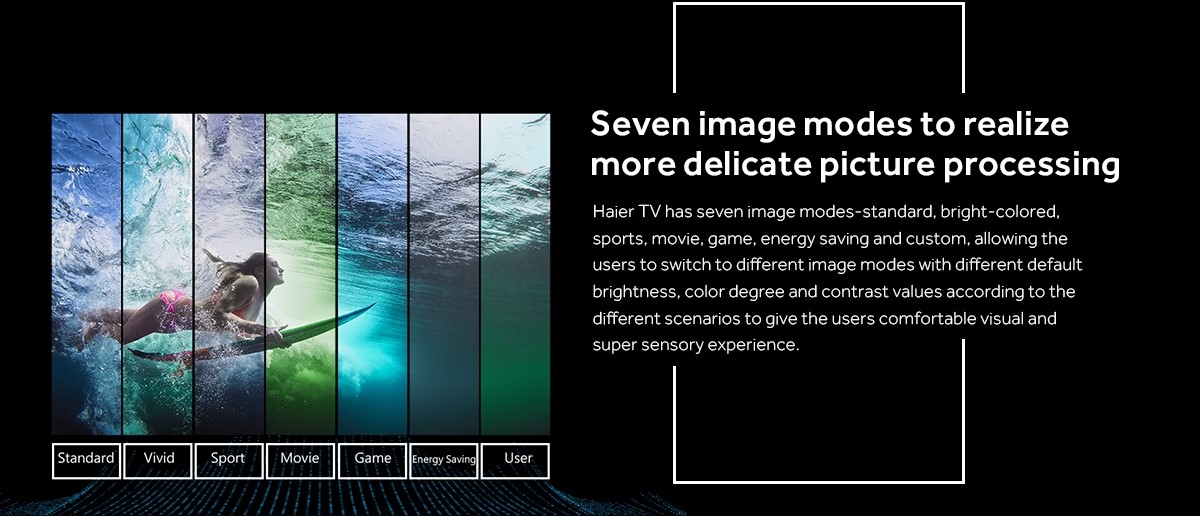 Seven image modes to realize
more delicate picture processing
Haier TV has seven image modes-standard, bright-colored,
sports, movie, game, energy saving and custom, allowing the
users to switch to different image modes with different default
brightness, color degree and contrast values according to the
different scenarios to give the users comfortable visual and
super sensory experience.
Standard Vivid Sport Movie Game Energy Saving User